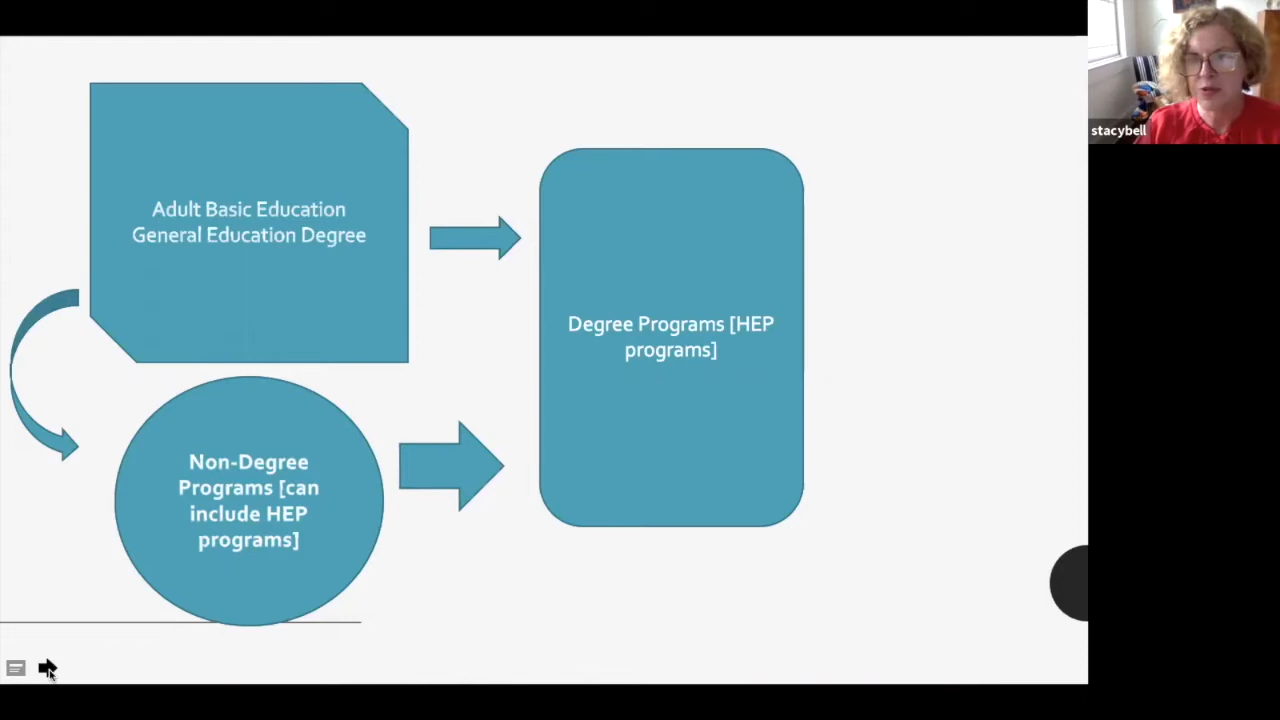 Adult Basic Education
General Education Degree
Degree Programs [HEP
programs]
Non-Degree
Programs [can
include HEP
programs]
stacybell